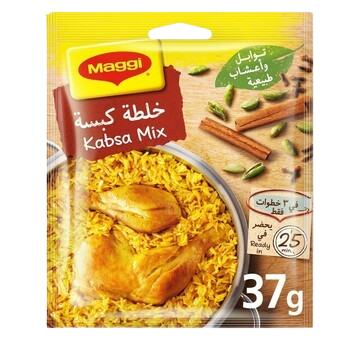 Maggi
توابل
وأعشاب
طبيعية
خلطة كبسة
Kabsa Mix
في ٣ خطوات
فقط
يحضر
في
Ready
in
25
min.
37g